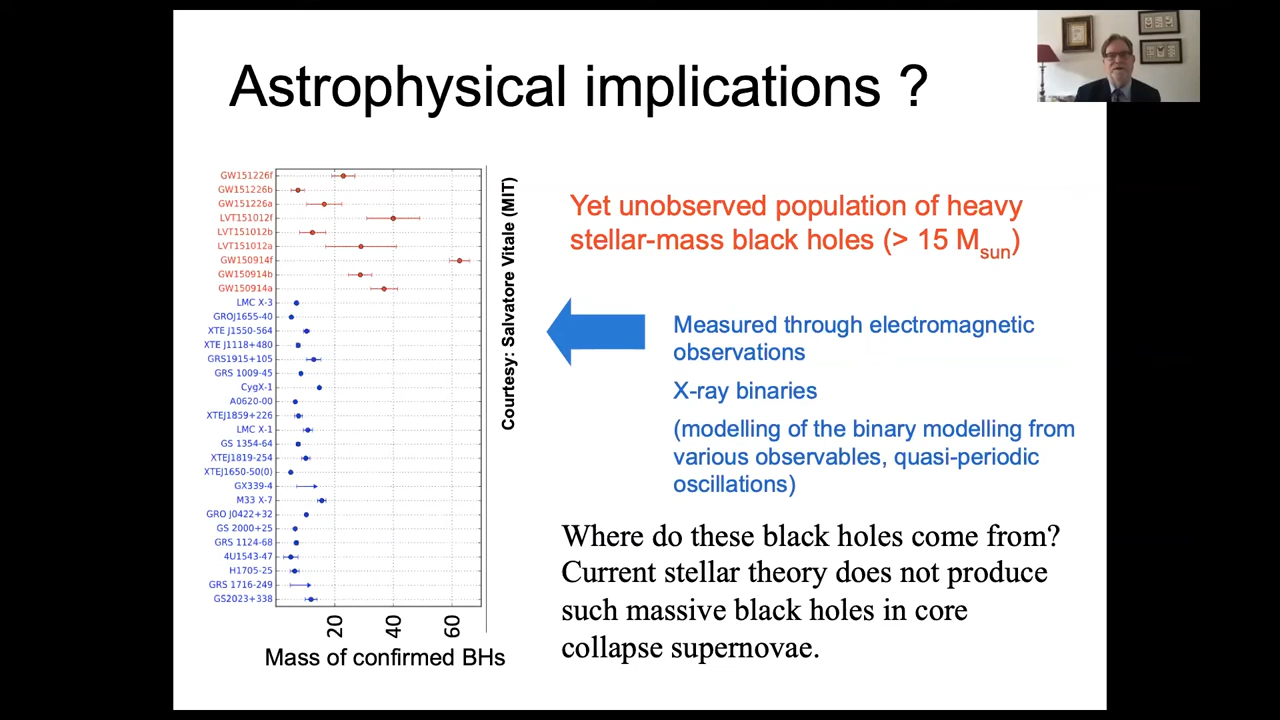 Astrophysical implications ?
GW151226f
GW151226b
GW151226a
LVT151012f
LVT151012b
LVT151012a
GW150914f
GW150914b
GW150914a
LMC X-3
GROJ1655-40
XTE J1550-564
XTE J1118+480
GRS1915+105
GRS 1009-45
CygX-1
A0620-00
XTEJ1859+226
LMC X-1
GS 1354-64
XTEJ1819-254
XTEJ1650-50(0)
GX339-4
M33 X-7
GRO J0422+32
GS 2000+25
GRS 1124-68
4U1543-47
H1705-25
GRS 1716-249
GS2023+338
20
40
60
Mass of confirmed BHs
Courtesy: Salvatore Vitale (MIT)
Yet unobserved population of heavy
stellar-mass black holes (> 15 Msun)
Measured through electromagnetic
observations
X-ray binaries
(modelling of the binary modelling from
various observables, quasi-periodic
oscillations)
Where do these black holes come from?
Current stellar theory does not produce
such massive black holes in core
collapse supernovae.